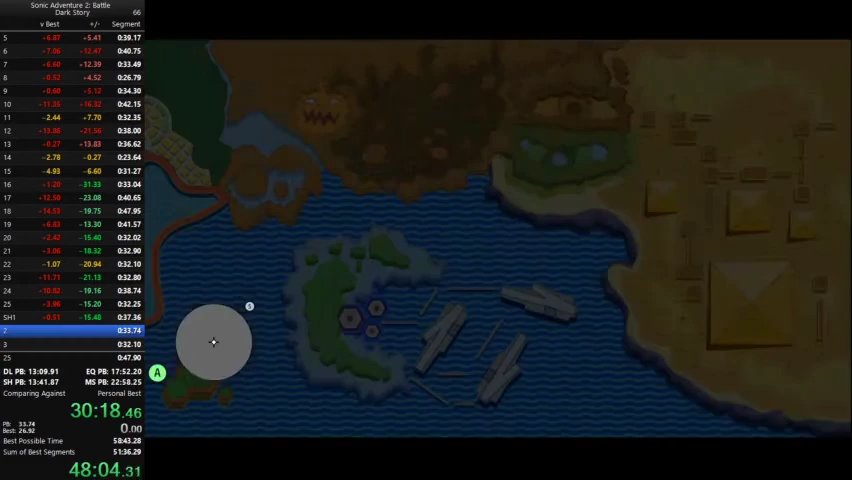 Sonic Adventure 2: Battle
Dark Story 66
v Best +/- Segment
5 +6.87 +5.41 0:39.17
6 +7.06 +12.47 0:40.75
7 +6.60 +12.39 0:33.49
8 −0.52 +4.52 0:26.79
9 −0.60 +5.12 0:34.30
10 +16.32 0:42.15
11 −2.44 +7.70 0:32.35
12 +13.86 +21.56 0:38.00
13 −0.27 +13.83 0:36.62
14 −2.78 −0.27 0:23.64
15 −4.93 −6.60 0:31.27
16 +1.20 −31.33 0:33.04
17 +12.50 −23.08 0:40.65
18 −14.53 −19.75 0:47.95
19 +6.83 −13.30 0:41.57
20 +2.42 −15.40 0:32.02
21 +3.06 −18.32 0:32.90
22 −1.07 −20.94 0:32.10
23 +11.71 −21.13 0:32.80
24 −19.16 0:38.74
25 +3.96 −15.20 0:32.25
SH1 +0.51 −15.48 0:37.36
2 0:33.74
3 0:32.10
25 0:47.90
DL PB: 13:09.91 EQ PB: 17:52.20
SH PB: 13:41.87 MS PB: 22:58.25
Comparing Against Personal Best
30:18.46
PB: 33.74
Best: 26.92
0.00
Best Possible Time 58:43.28
Sum of Best Segments 51:36.29
48:04.31
S
A